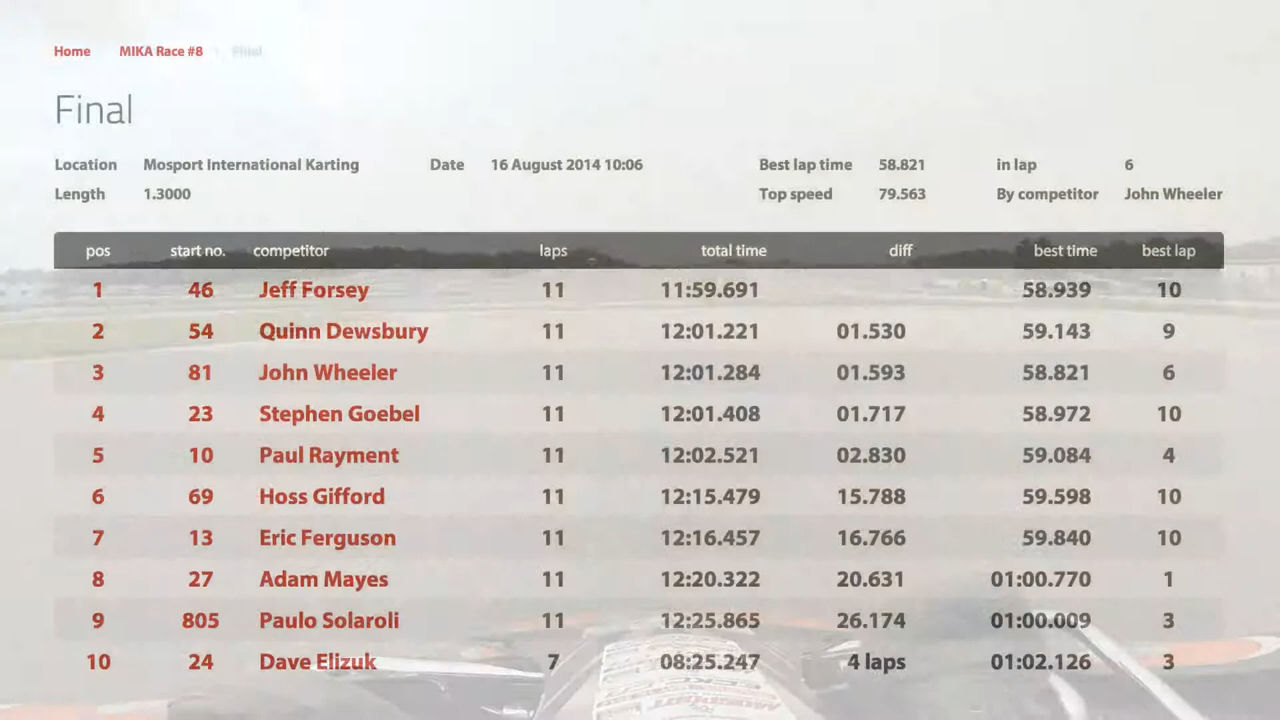 Home MIKA Race #8 Final
Final
Location Mosport International Karting Date 16 August 2014 10:06 Best lap time 58.821 in lap 6
Length 1.3000 Top speed 79.563 By competitor John Wheeler
pos start no. competitor laps total time diff best time best lap
1 46 Jeff Forsey 11 11:59.691 58.939 10
2 54 Quinn Dewsbury 11 12:01.221 01.530 59.143 9
3 81 John Wheeler 11 12:01.284 01.593 58.821 6
4 23 Stephen Goebel 11 12:01.408 01.717 58.972 10
5 10 Paul Rayment 11 12:02.521 02.830 59.084 4
6 69 Hoss Gifford 11 12:15.479 15.788 59.598 10
7 13 Eric Ferguson 11 12:16.457 16.766 59.840 10
8 27 Adam Mayes 11 12:20.322 20.631 01:00.770 1
9 805 Paulo Solaroli 11 12:25.865 26.174 01:00.009 3
10 24 Dave Elizuk 7 08:25.247 4 laps 01:02.126 3